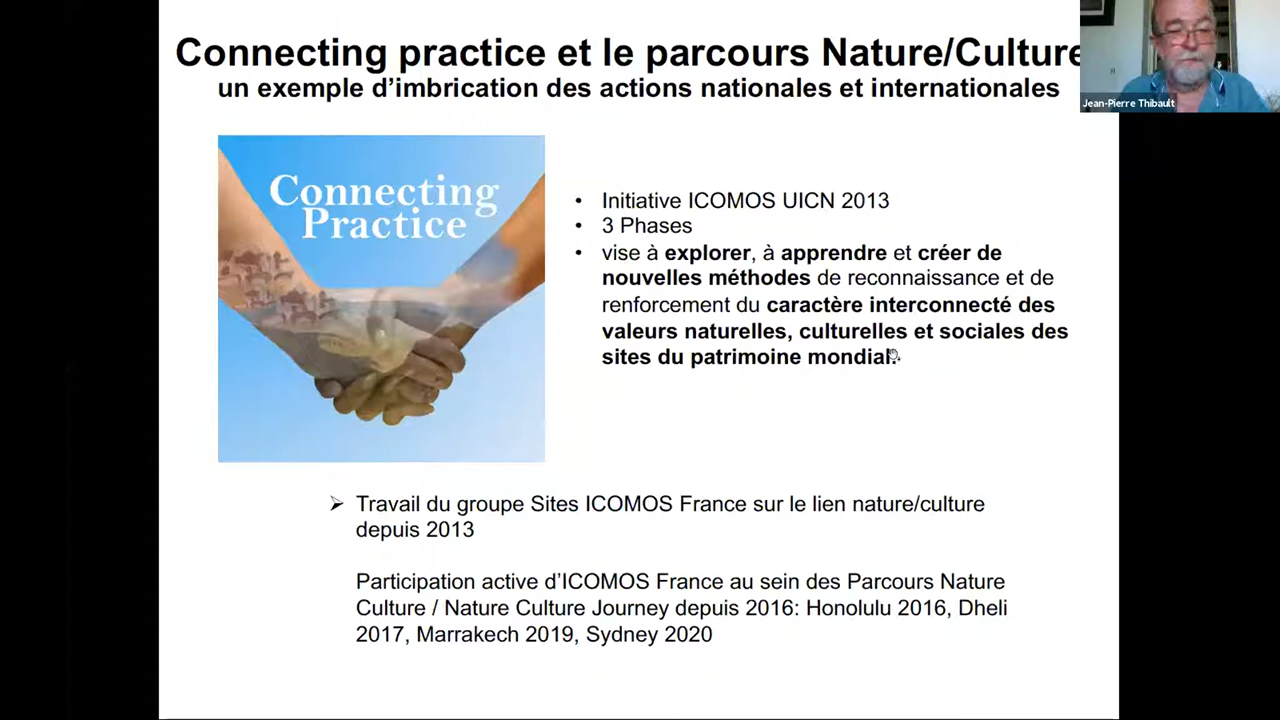 Connecting practice et le parcours Nature/Culture
un exemple d’imbrication des actions nationales et internationales
Jean-Pierre Thibault
Connecting
Practice
• Initiative ICOMOS UICN 2013
• 3 Phases
• vise à explorer, à apprendre et créer de
nouvelles méthodes de reconnaissance et de
renforcement du caractère interconnecté des
valeurs naturelles, culturelles et sociales des
sites du patrimoine mondial.
➢ Travail du groupe Sites ICOMOS France sur le lien nature/culture
depuis 2013
Participation active d’ICOMOS France au sein des Parcours Nature
Culture / Nature Culture Journey depuis 2016: Honolulu 2016, Dheli
2017, Marrakech 2019, Sydney 2020